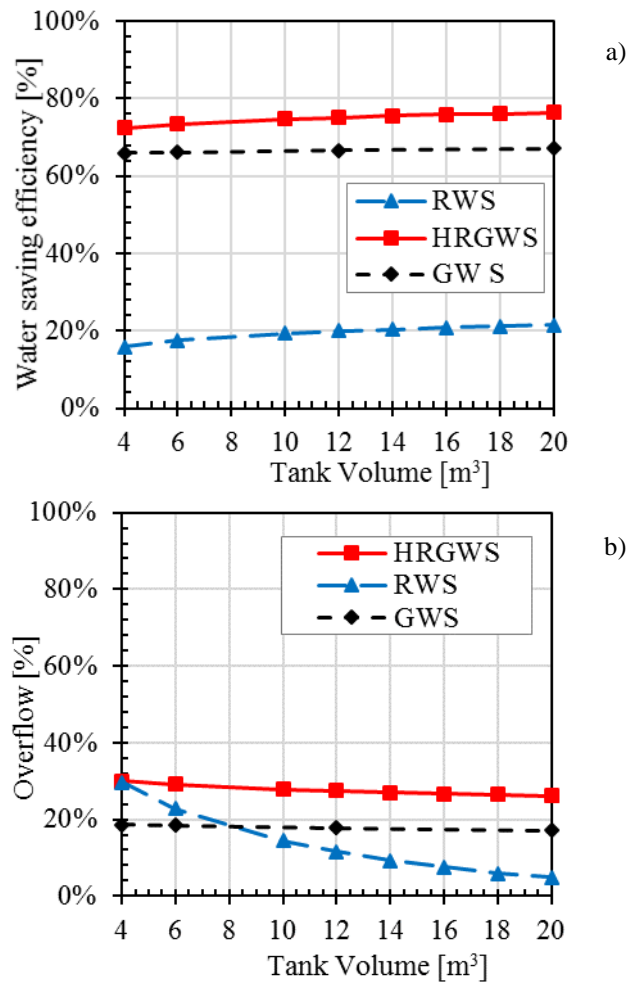 a)
100%
80%
60%
40%
20%
0%
Water saving efficiency [%]
RWS
HRGWS
GW S
4 6 8 10 12 14 16 18 20
Tank Volume [m³]
b)
100%
80%
60%
40%
20%
0%
Overflow [%]
HRGWS
RWS
GWS
4 6 8 10 12 14 16 18 20
Tank Volume [m³]